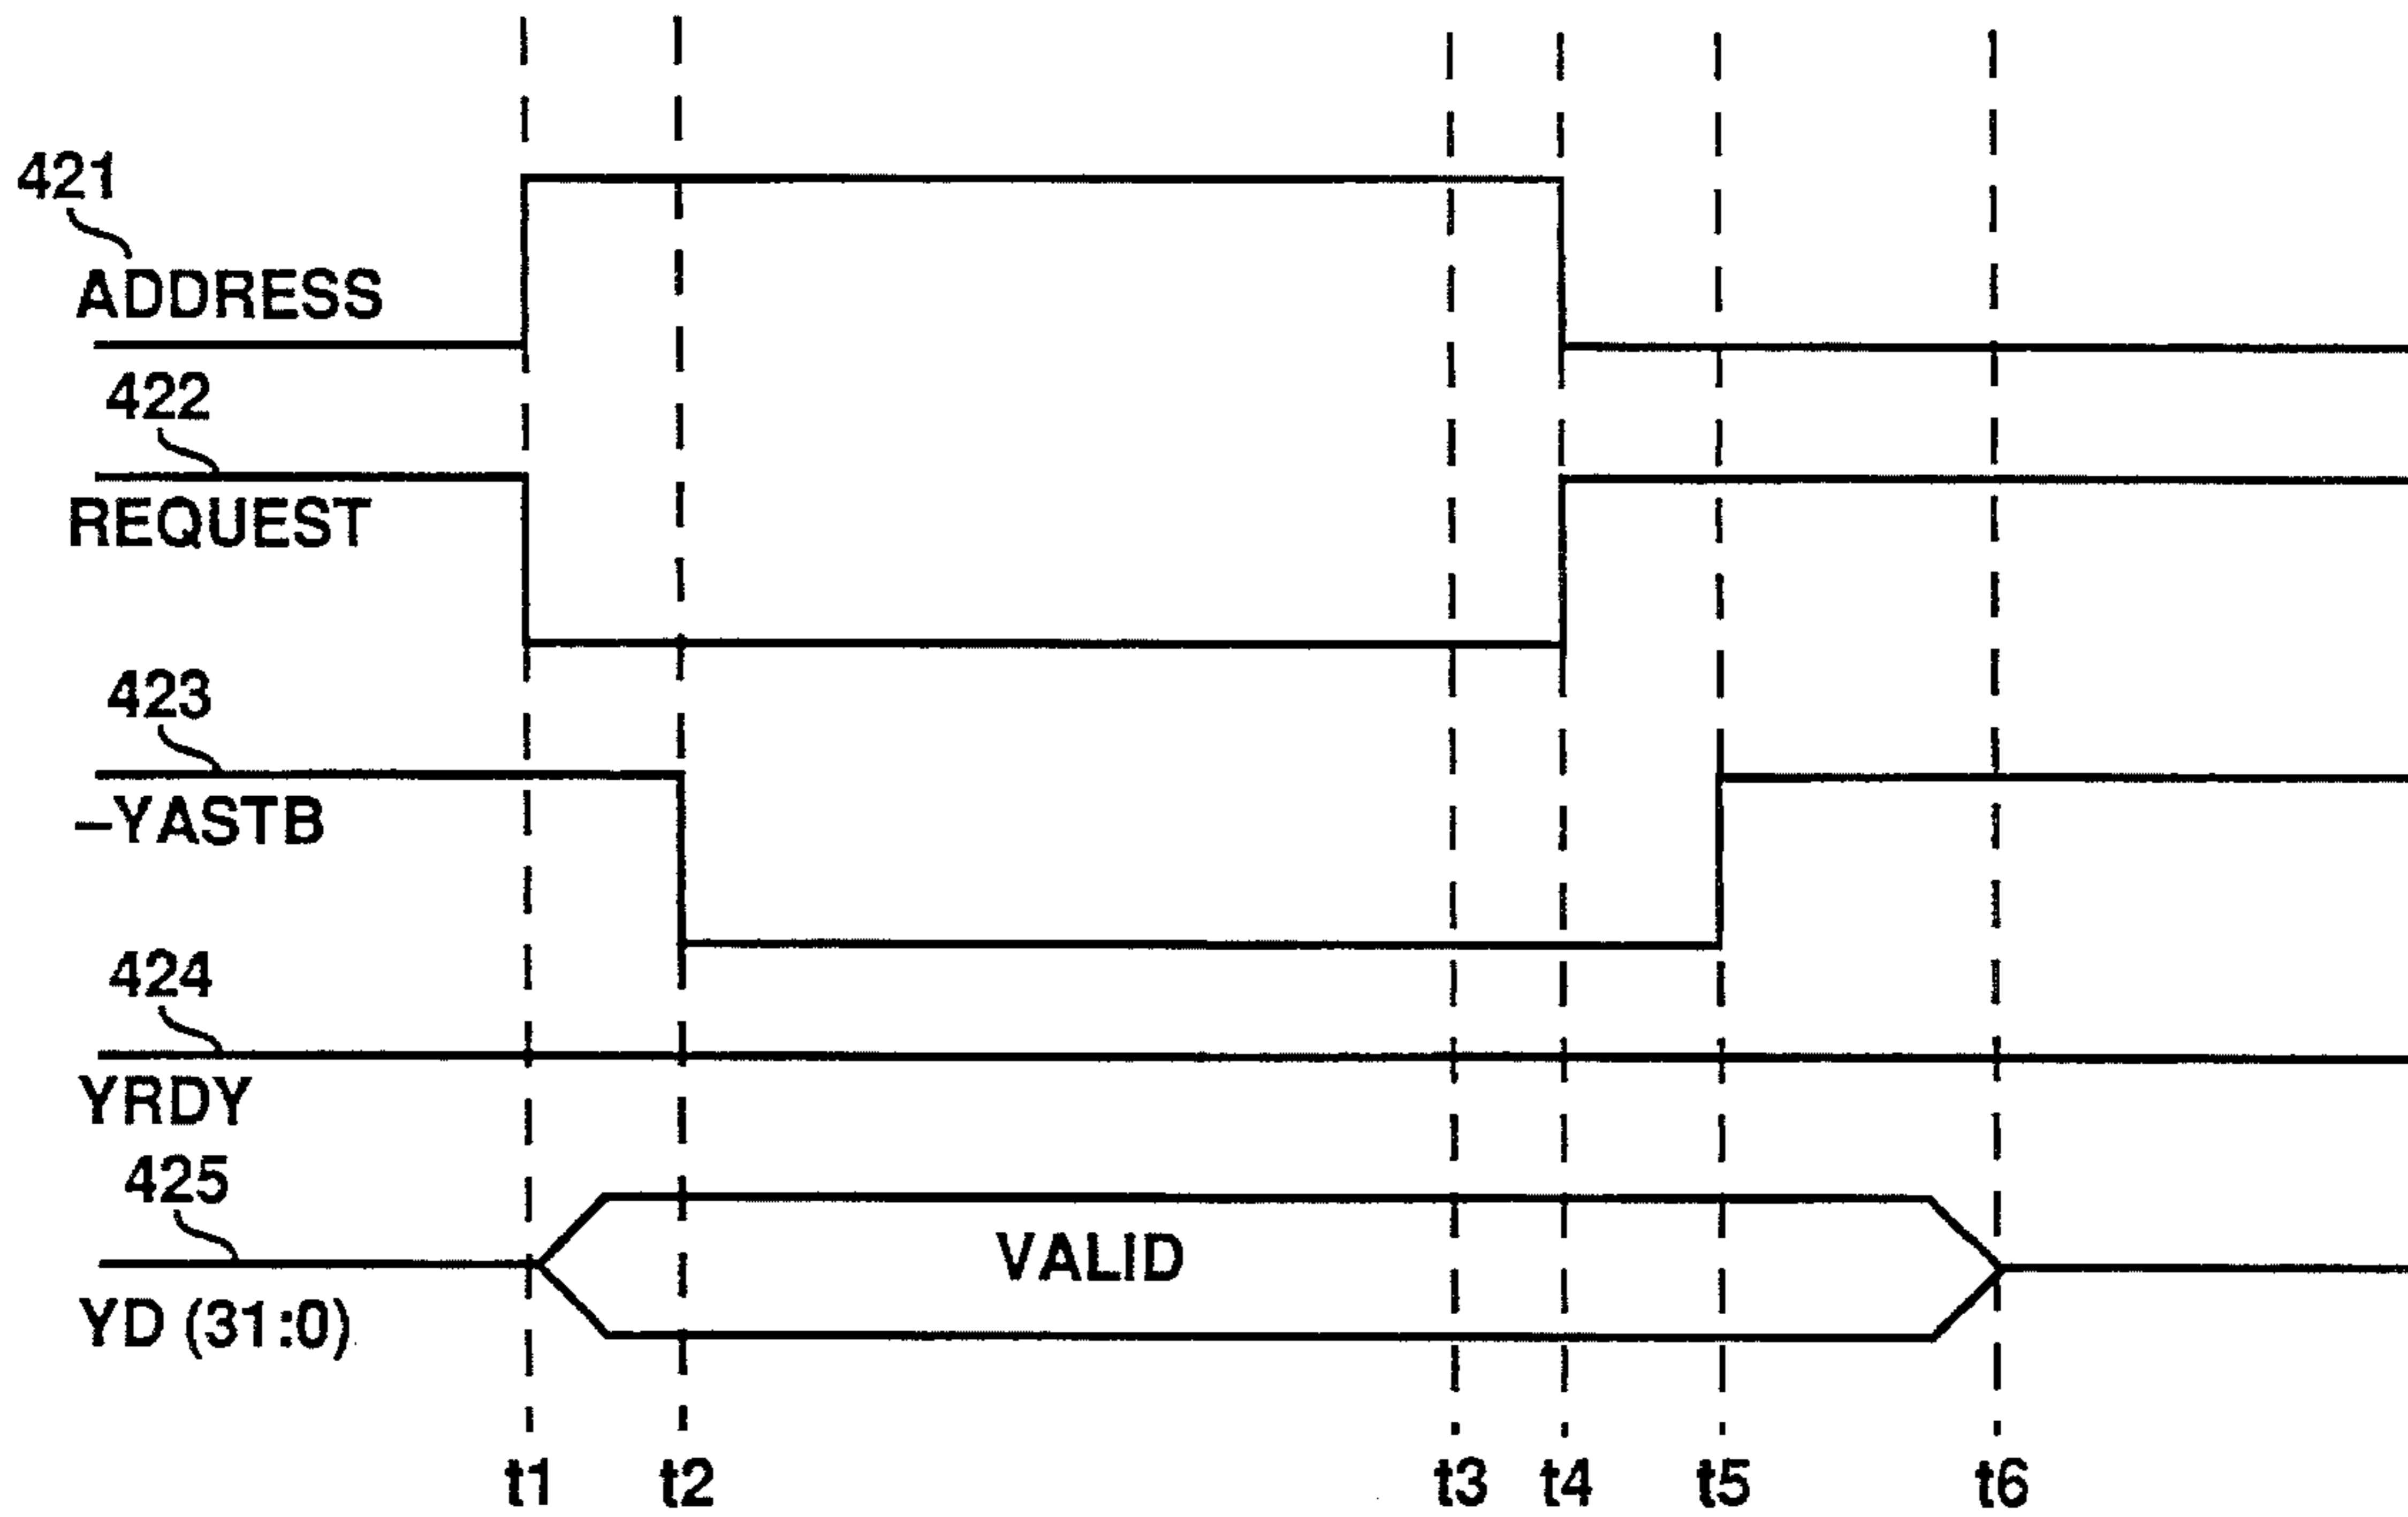 421
ADDRESS
422
REQUEST
423
–YASTB
424
YRDY
425
VALID
YD (31:0)
t1 t2 t3 t4 t5 t6